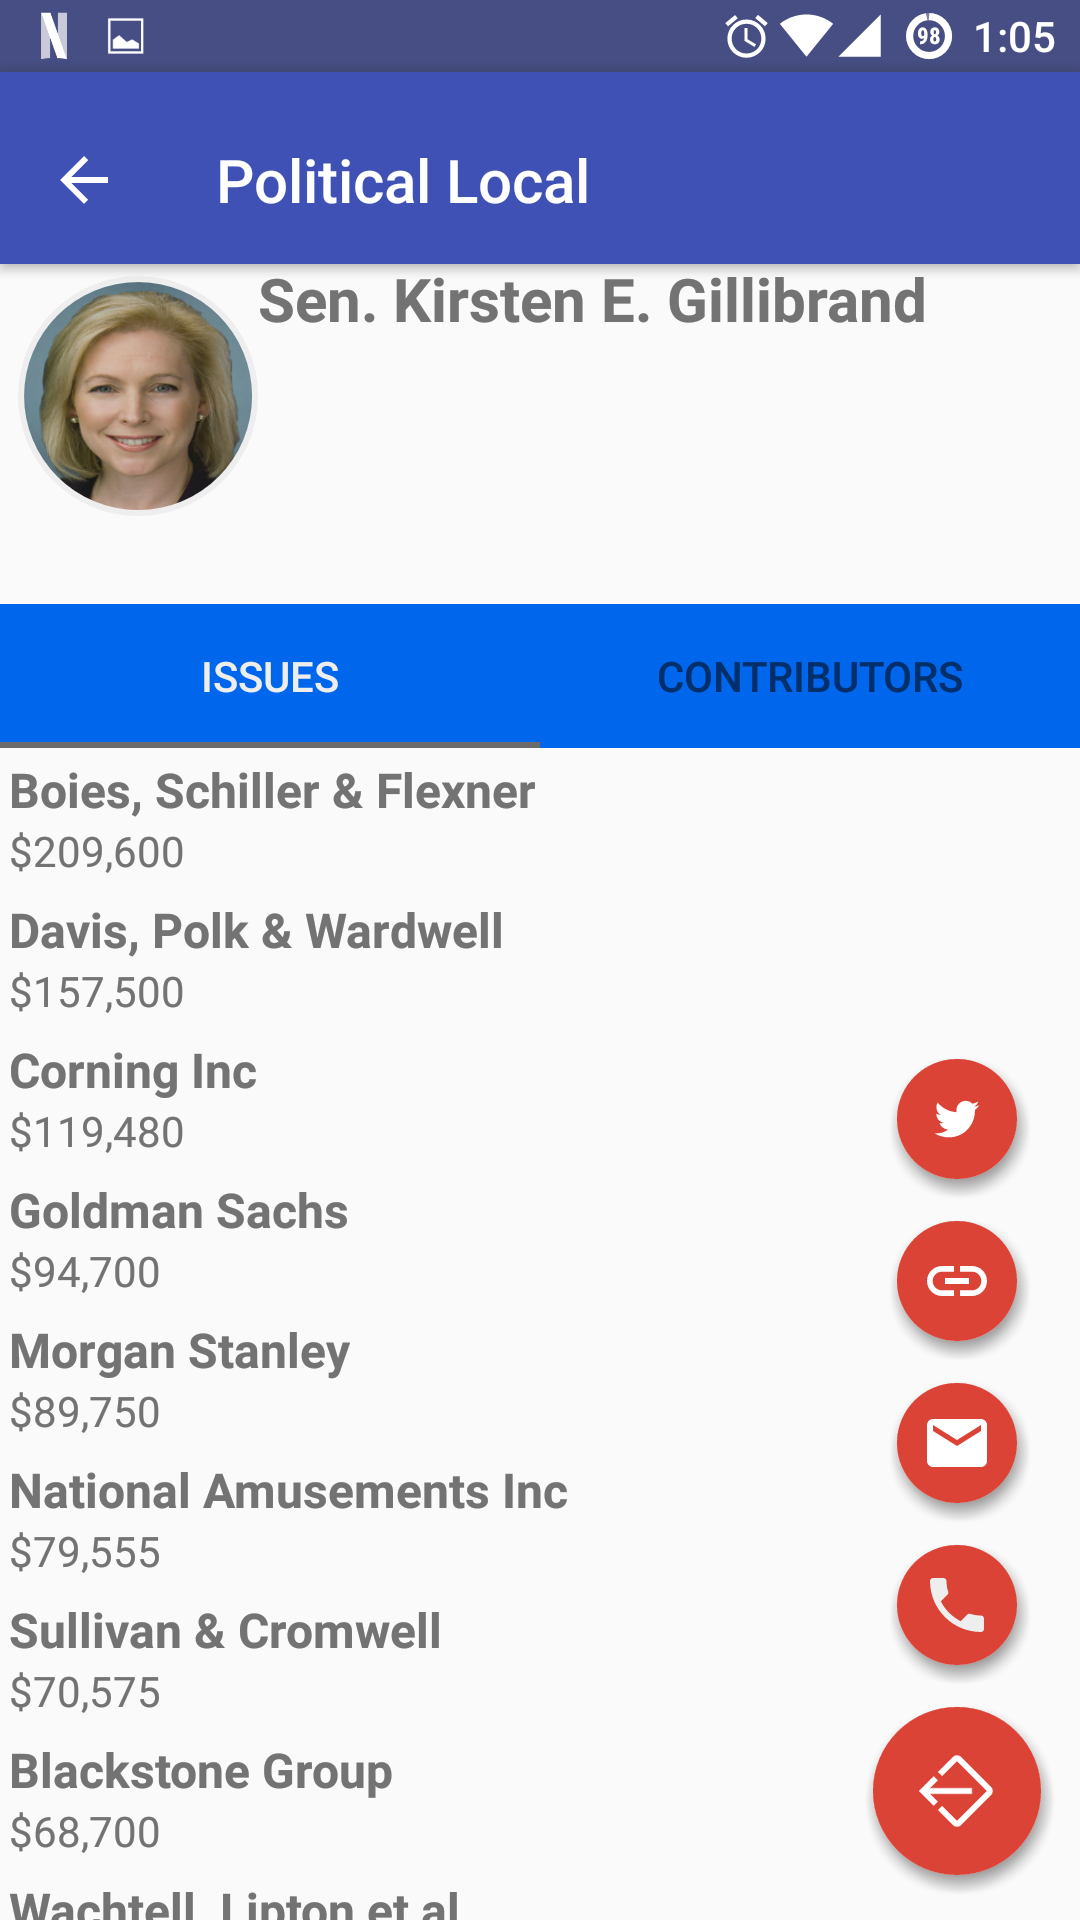 98 1:05
Political Local
Sen. Kirsten E. Gillibrand
ISSUES CONTRIBUTORS
Boies, Schiller & Flexner
$209,600
Davis, Polk & Wardwell
$157,500
Corning Inc
$119,480
Goldman Sachs
$94,700
Morgan Stanley
$89,750
National Amusements Inc
$79,555
Sullivan & Cromwell
$70,575
Blackstone Group
$68,700
Wachtell, Lipton et al